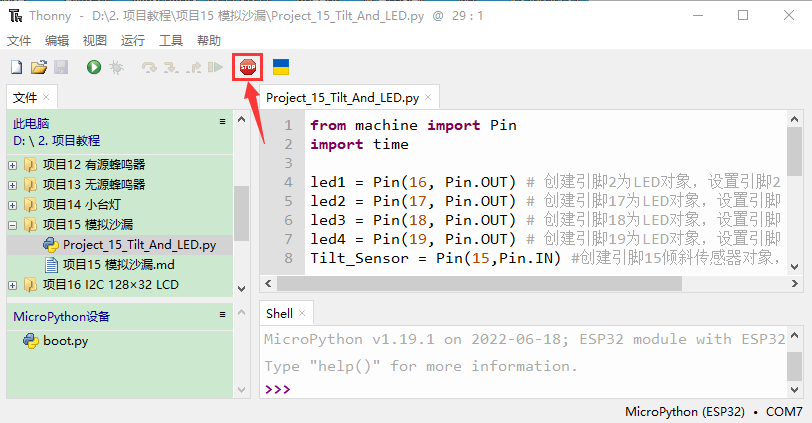 Thonny - D:\2. 项目教程\项目15 模拟沙漏\Project_15_Tilt_And_LED.py @ 29 : 1
文件 编辑 视图 运行 工具 帮助
STOP
文件 ×
此电脑
D: \ 2. 项目教程
项目12 有源蜂鸣器
项目13 无源蜂鸣器
项目14 小台灯
项目15 模拟沙漏
Project_15_Tilt_And_LED.py
项目15 模拟沙漏.md
项目16 I2C 128×32 LCD
MicroPython设备
boot.py
Project_15_Tilt_And_LED.py ×
1 from machine import Pin
2 import time
3
4 led1 = Pin(16, Pin.OUT) # 创建引脚2为LED对象，设置引脚2
5 led2 = Pin(17, Pin.OUT) # 创建引脚17为LED对象，设置引脚
6 led3 = Pin(18, Pin.OUT) # 创建引脚18为LED对象，设置引脚
7 led4 = Pin(19, Pin.OUT) # 创建引脚19为LED对象，设置引脚
8 Tilt_Sensor = Pin(15,Pin.IN) #创建引脚15倾斜传感器对象，
Shell ×
MicroPython v1.19.1 on 2022-06-18; ESP32 module with ESP32
Type "help()" for more information.
>>>
MicroPython (ESP32) • COM7